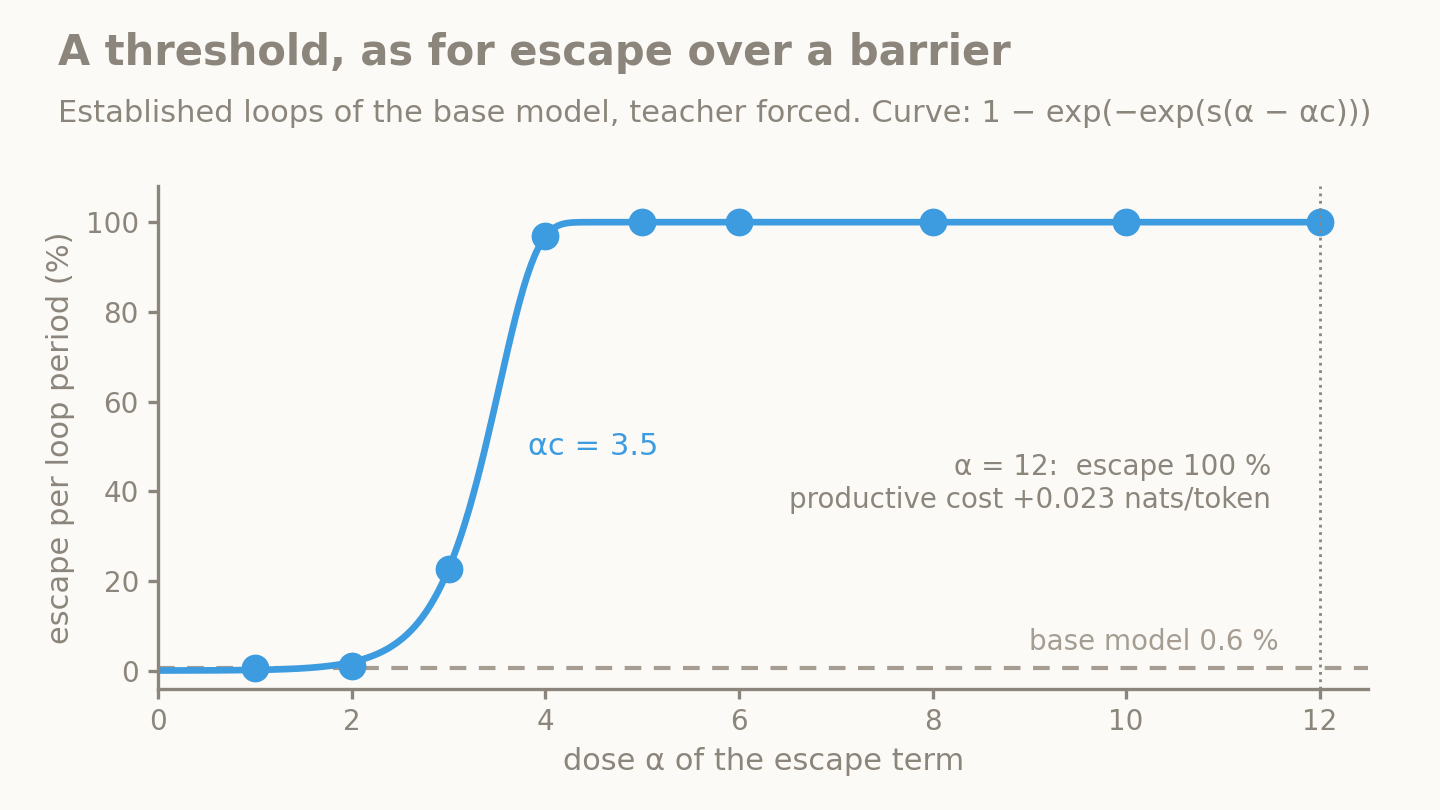 A threshold, as for escape over a barrier
Established loops of the base model, teacher forced. Curve: 1 − exp(−exp(s(α − αc)))
escape per loop period (%)
100
80
60
40
20
0
αc = 3.5
α = 12:  escape 100 %
productive cost +0.023 nats/token
base model 0.6 %
0 2 4 6 8 10 12
dose α of the escape term